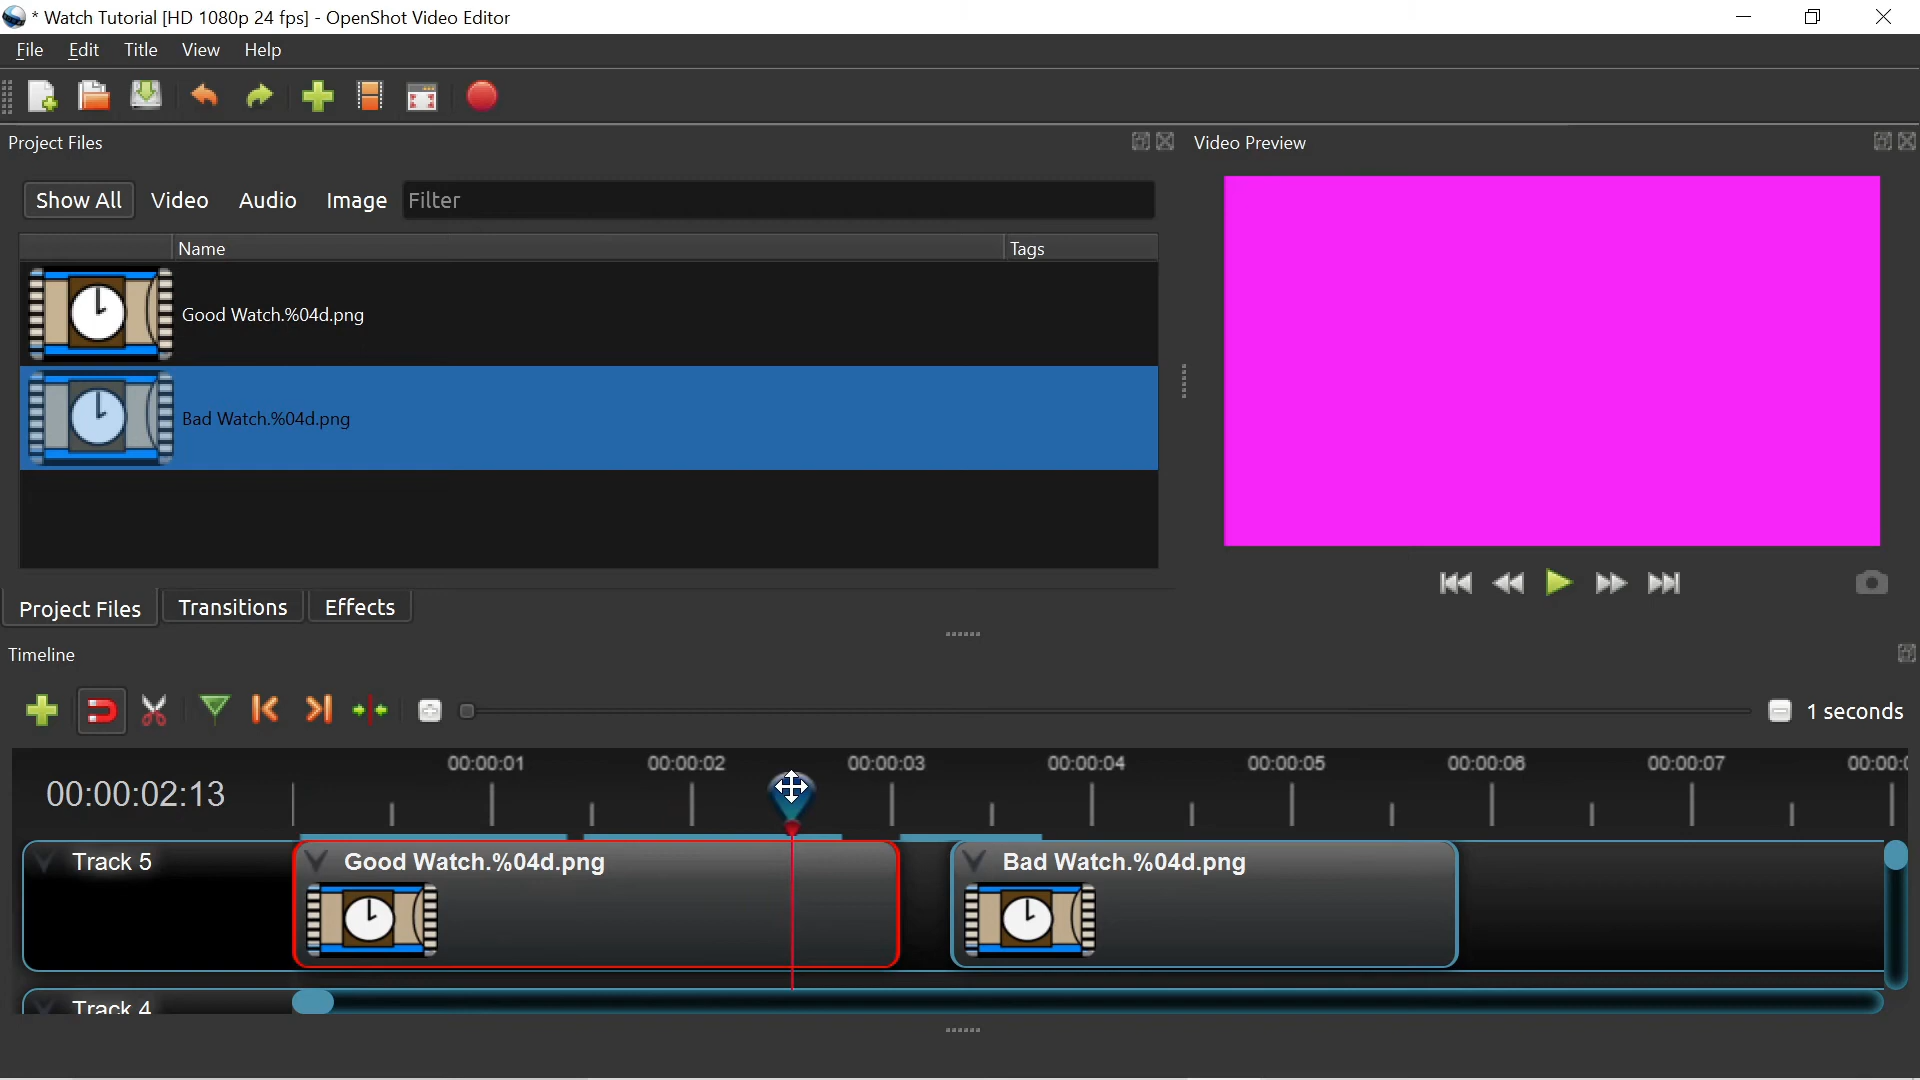 * Watch Tutorial [HD 1080p 24 fps] - OpenShot Video Editor
File Edit Title View Help
Project Files
Video Preview
Show All Video Audio Image Filter
Name Tags
Good Watch.%04d.png
Bad Watch.%04d.png
Project Files Transitions Effects
Timeline
1 seconds
00:00:02:13
00:00:01 00:00:02 00:00:03 00:00:04 00:00:05 00:00:06 00:00:07 00:00:0
Track 5
Good Watch.%04d.png
Bad Watch.%04d.png
Track 4